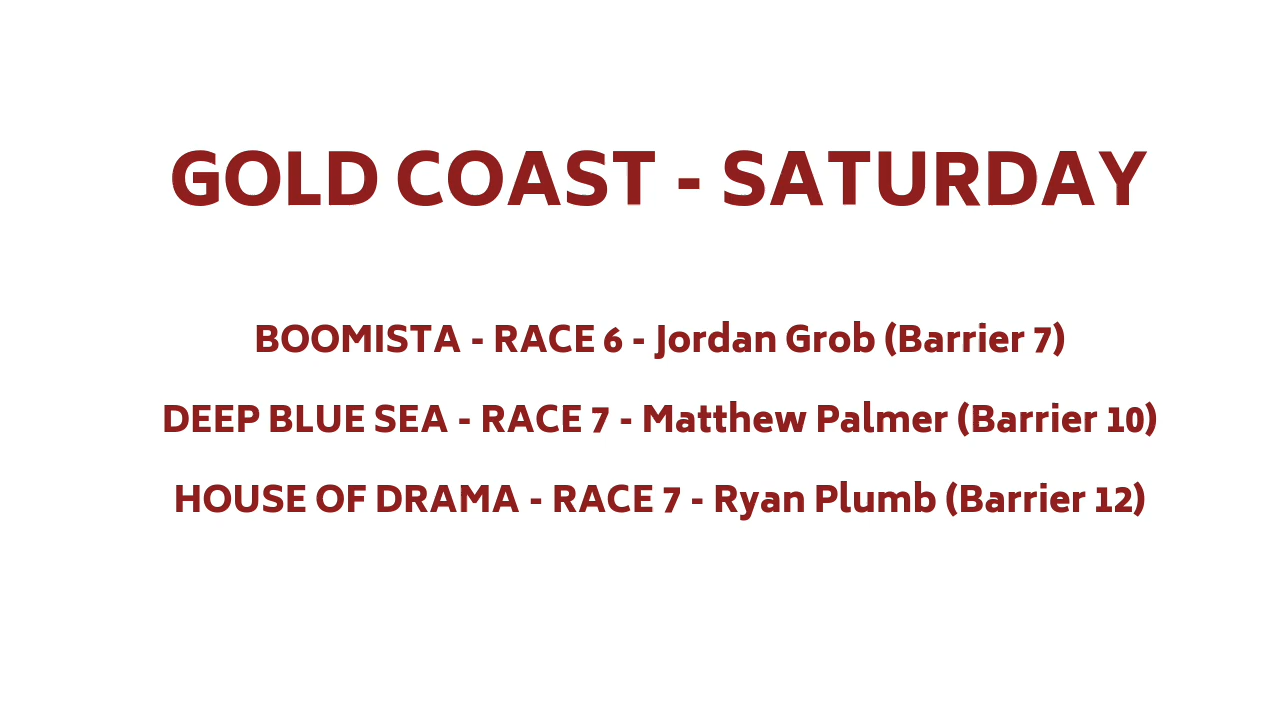 GOLD COAST - SATURDAY
BOOMISTA - RACE 6 - Jordan Grob (Barrier 7)
DEEP BLUE SEA - RACE 7 - Matthew Palmer (Barrier 10)
HOUSE OF DRAMA - RACE 7 - Ryan Plumb (Barrier 12)